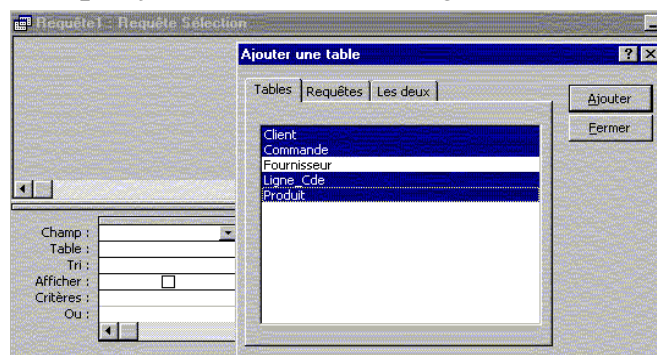 Requête1 : Requête Sélection
Ajouter une table
Tables Requêtes Les deux
Ajouter
Fermer
Client
Commande
Fournisseur
Ligne_Cde
Produit
Champ :
Table :
Tri :
Afficher :
Critères :
Ou :